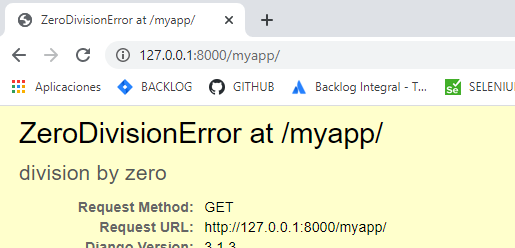 ZeroDivisionError at /myapp/
127.0.0.1:8000/myapp/
Aplicaciones BACKLOG GITHUB Backlog Integral - T... Se SELENIU
ZeroDivisionError at /myapp/
division by zero
Request Method: GET
Request URL: http://127.0.0.1:8000/myapp/
Django Version: 3.1.3